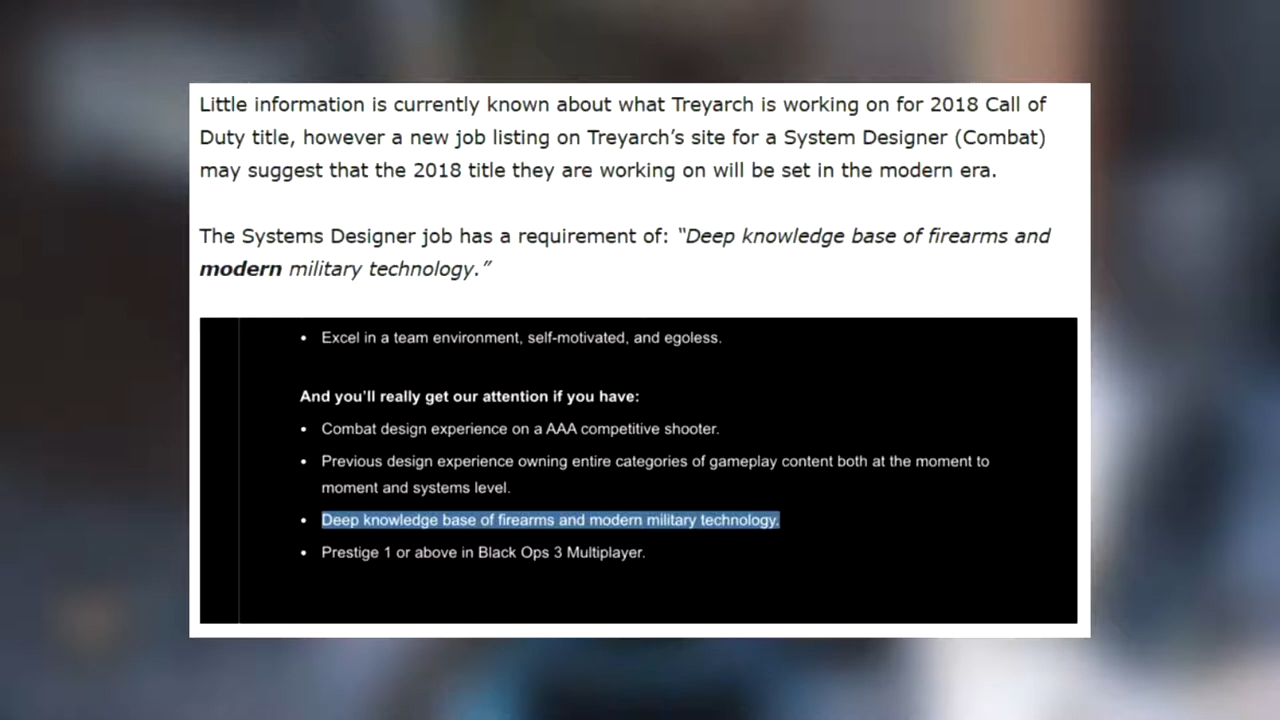 Little information is currently known about what Treyarch is working on for 2018 Call of
Duty title, however a new job listing on Treyarch’s site for a System Designer (Combat)
may suggest that the 2018 title they are working on will be set in the modern era.
The Systems Designer job has a requirement of: “Deep knowledge base of firearms and
modern military technology.”
• Excel in a team environment, self-motivated, and egoless.
And you’ll really get our attention if you have:
• Combat design experience on a AAA competitive shooter.
• Previous design experience owning entire categories of gameplay content both at the moment to
moment and systems level.
• Deep knowledge base of firearms and modern military technology.
• Prestige 1 or above in Black Ops 3 Multiplayer.